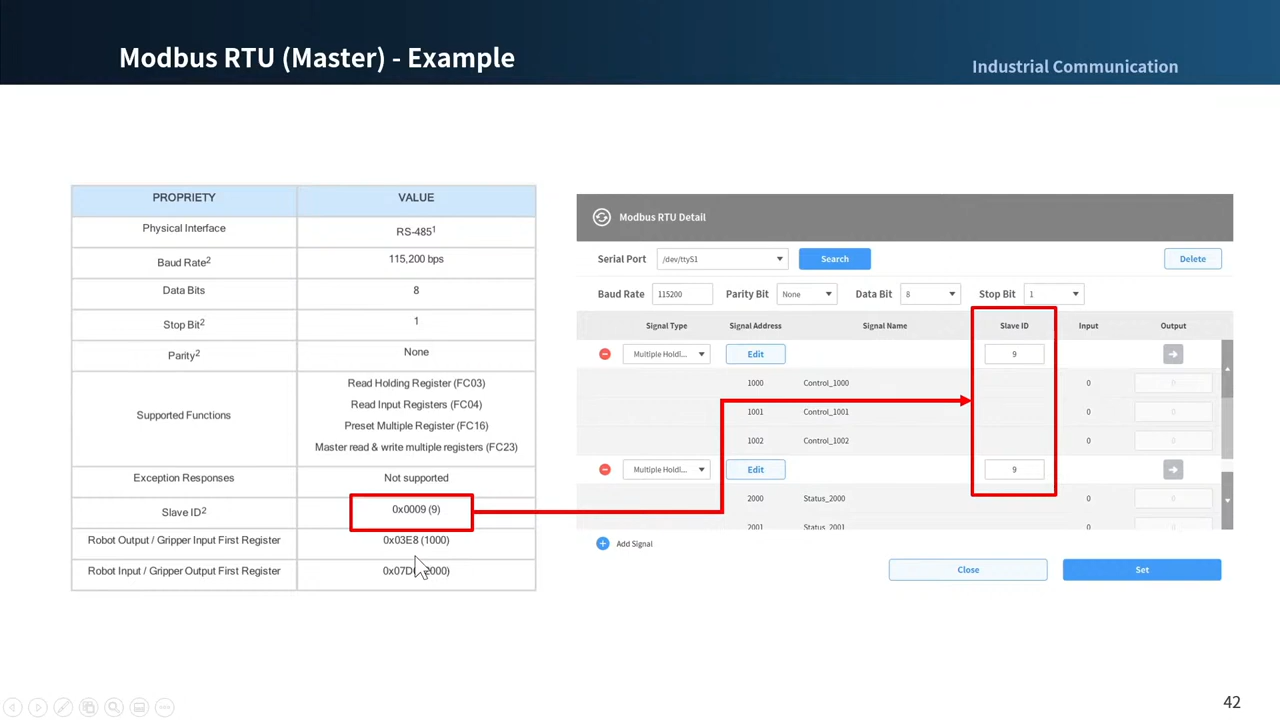 Modbus RTU (Master) - Example
Industrial Communication
PROPRIETY VALUE
Physical Interface RS-485¹
Baud Rate² 115,200 bps
Data Bits 8
Stop Bit² 1
Parity² None
Supported Functions
Read Holding Register (FC03)
Read Input Registers (FC04)
Preset Multiple Register (FC16)
Master read & write multiple registers (FC23)
Exception Responses Not supported
Slave ID² 0x0009 (9)
Robot Output / Gripper Input First Register 0x03E8 (1000)
Robot Input / Gripper Output First Register
Modbus RTU Detail
Serial Port /dev/ttyS1 Search Delete
Baud Rate 115200 Parity Bit None Data Bit 8 Stop Bit 1
Signal Type Signal Address Signal Name Slave ID Input Output
Multiple Holdi... Edit 9
1000 Control_1000 0 0
1001 Control_1001 0 0
1002 Control_1002 0 0
Multiple Holdi... Edit 9
2000 Status_2000 0 0
2001 Status_2001 0 0
Add Signal
Close Set
42